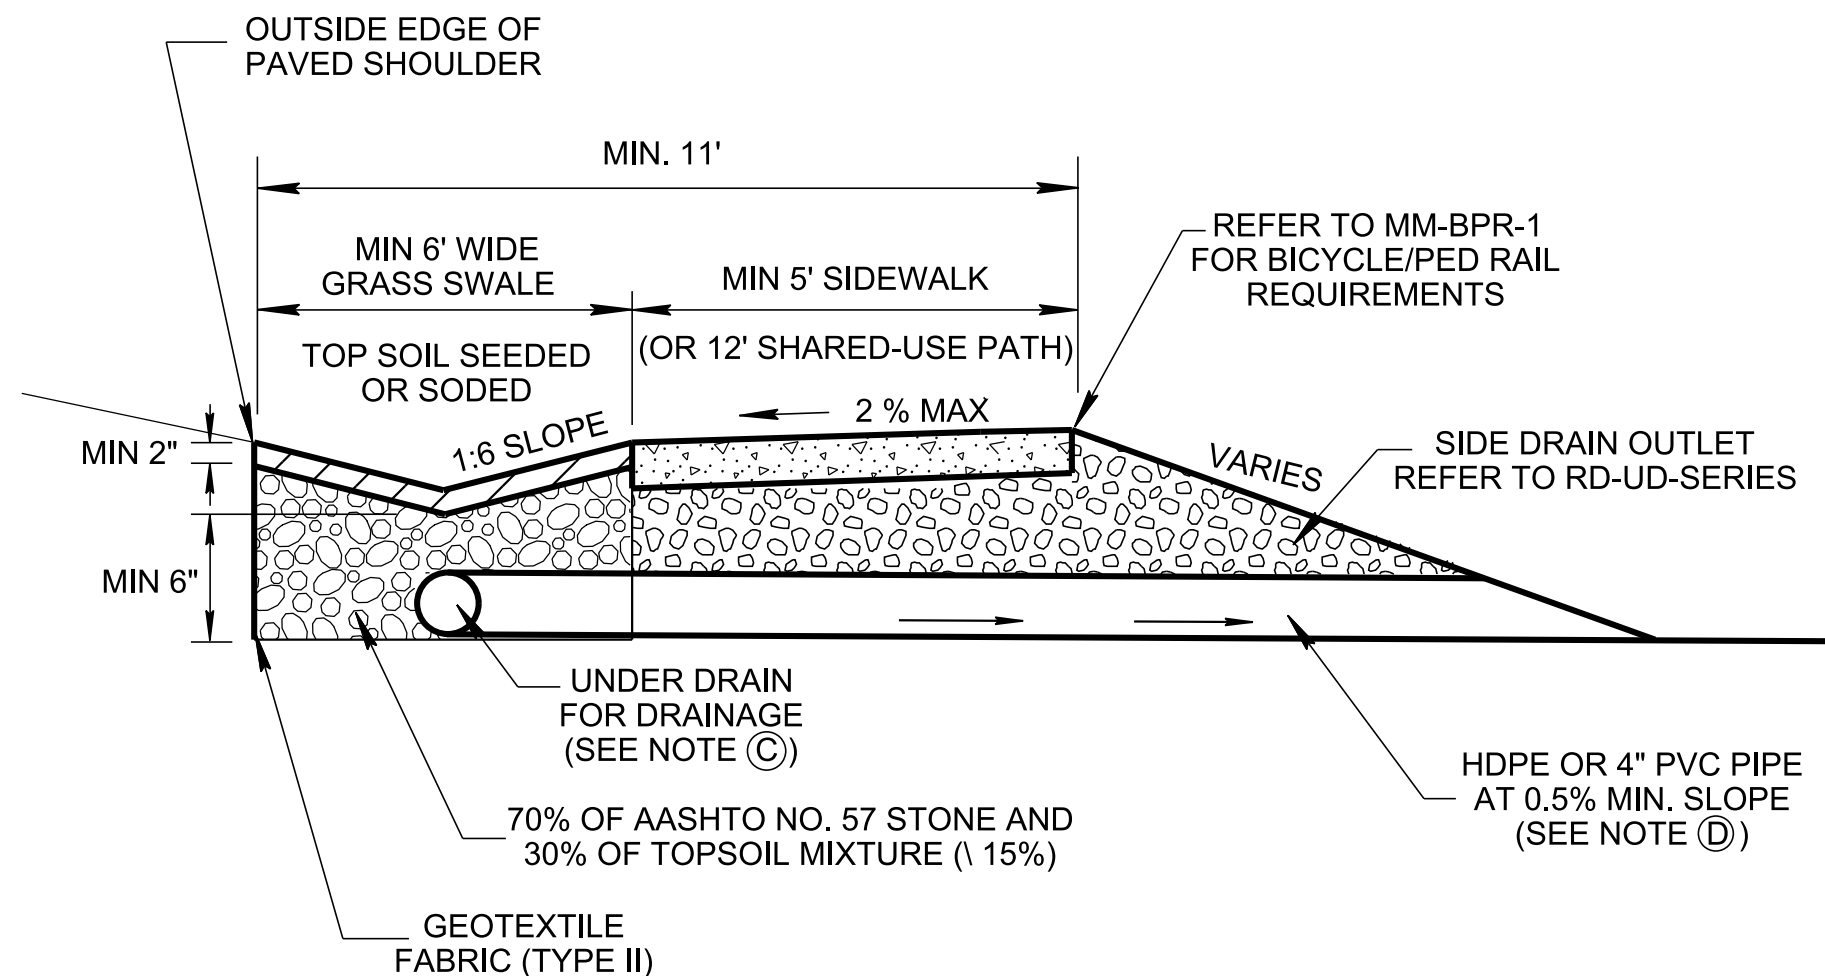 OUTSIDE EDGE OF
PAVED SHOULDER
MIN. 11'
MIN 6' WIDE
GRASS SWALE
MIN 5' SIDEWALK
REFER TO MM-BPR-1
FOR BICYCLE/PED RAIL
REQUIREMENTS
TOP SOIL SEEDED
OR SODED
(OR 12' SHARED-USE PATH)
2 % MAX
1:6 SLOPE
MIN 2"
VARIES
SIDE DRAIN OUTLET
REFER TO RD-UD-SERIES
MIN 6"
UNDER DRAIN
FOR DRAINAGE
(SEE NOTE Ⓒ)
HDPE OR 4" PVC PIPE
AT 0.5% MIN. SLOPE
(SEE NOTE Ⓓ)
70% OF AASHTO NO. 57 STONE AND
30% OF TOPSOIL MIXTURE (\ 15%)
GEOTEXTILE
FABRIC (TYPE II)